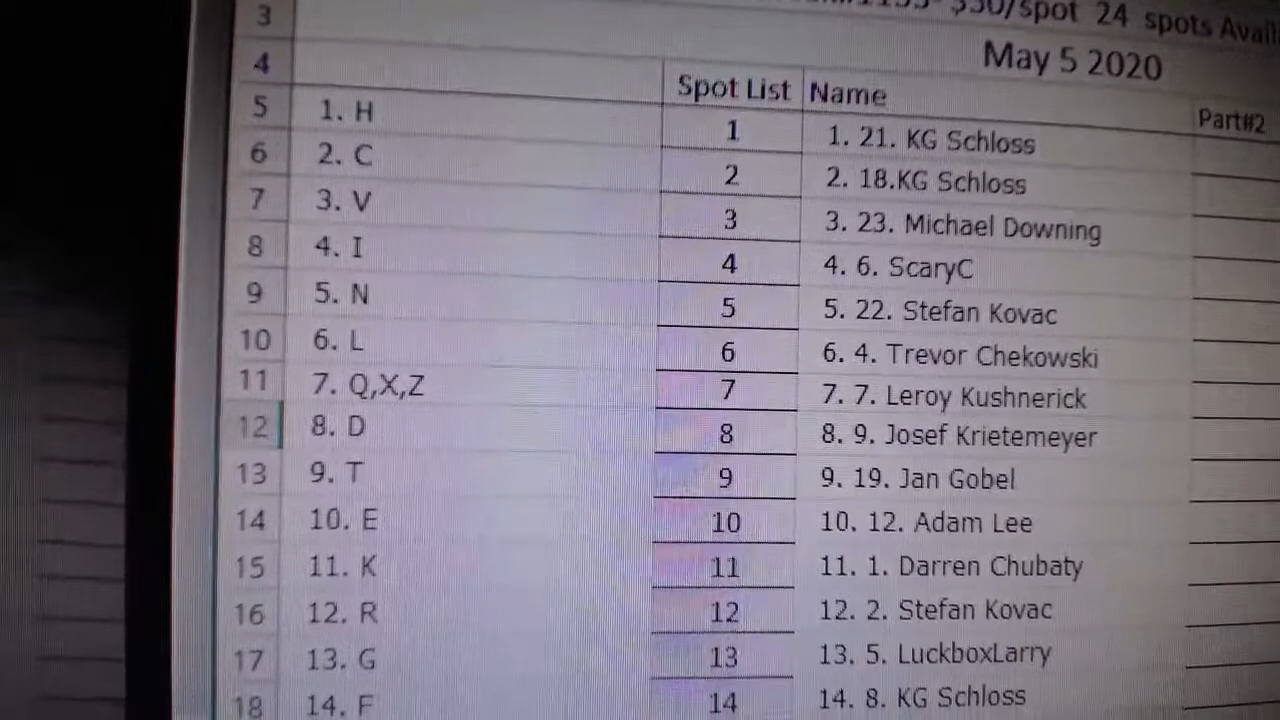 3 $50/spot 24 spots Avail
May 5 2020
4 Spot List Name Part#2
5 1. H 1 1. 21. KG Schloss
6 2. C 2 2. 18.KG Schloss
7 3. V 3 3. 23. Michael Downing
8 4. I 4 4. 6. ScaryC
9 5. N 5 5. 22. Stefan Kovac
10 6. L 6 6. 4. Trevor Chekowski
11 7. Q,X,Z 7 7. 7. Leroy Kushnerick
12 8. D 8 8. 9. Josef Krietemeyer
13 9. T 9 9. 19. Jan Gobel
14 10. E 10 10. 12. Adam Lee
15 11. K 11 11. 1. Darren Chubaty
16 12. R 12 12. 2. Stefan Kovac
17 13. G 13 13. 5. LuckboxLarry
18 14. F 14 14. 8. KG Schloss